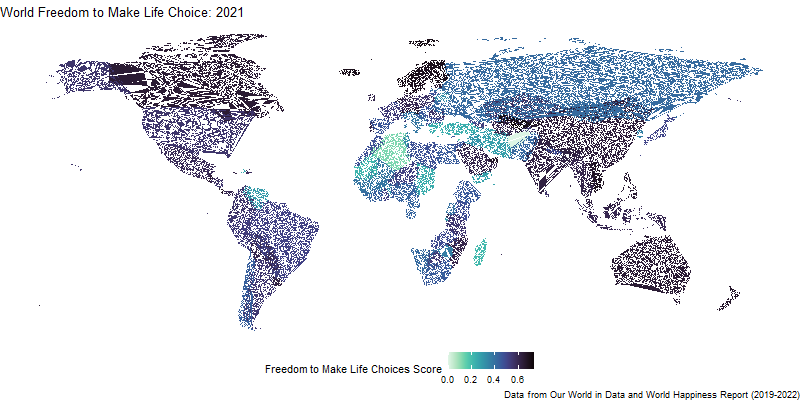 World Freedom to Make Life Choice: 2021
Freedom to Make Life Choices Score
0.0 0.2 0.4 0.6
Data from Our World in Data and World Happiness Report (2019-2022)